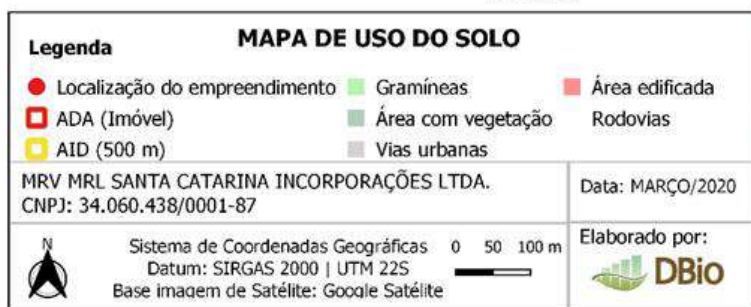 MAPA DE USO DO SOLO
Legenda
Localização do empreendimento
ADA (Imóvel)
AID (500 m)
Gramíneas
Área com vegetação
Vias urbanas
Área edificada
Rodovias
MRV MRL SANTA CATARINA INCORPORAÇÕES LTDA.
CNPJ: 34.060.438/0001-87
Data: MARÇO/2020
N
Sistema de Coordenadas Geográficas
Datum: SIRGAS 2000 | UTM 22S
Base imagem de Satélite: Google Satélite
0 50 100 m
Elaborado por:
DBio